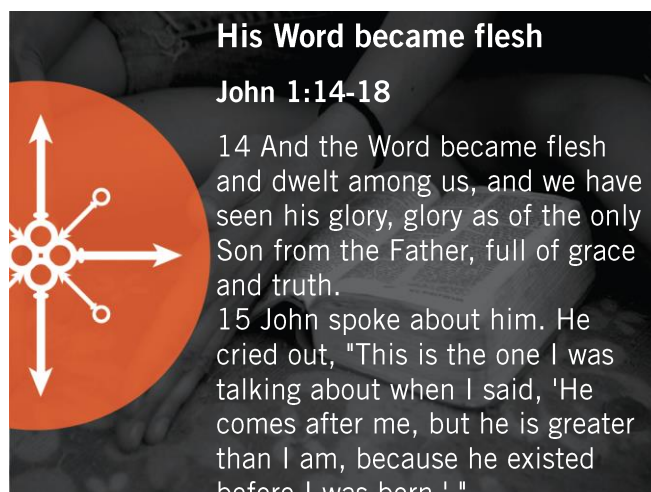 His Word became flesh
John 1:14-18
14 And the Word became flesh
and dwelt among us, and we have
seen his glory, glory as of the only
Son from the Father, full of grace
and truth.
15 John spoke about him. He
cried out, "This is the one I was
talking about when I said, 'He
comes after me, but he is greater
than I am, because he existed
before I was born.' "